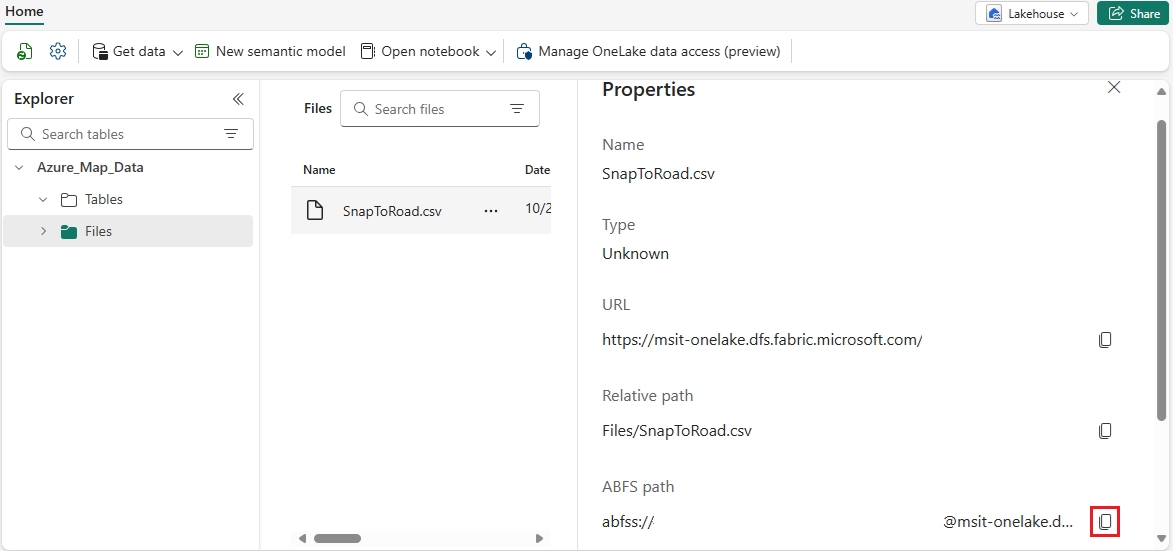 Home
Lakehouse
Share
Get data
New semantic model
Open notebook
Manage OneLake data access (preview)
Explorer
Search tables
Azure_Map_Data
Tables
Files
Files
Search files
Name
Date
SnapToRoad.csv
...
10/2
Properties
Name
SnapToRoad.csv
Type
Unknown
URL
https://msit-onelake.dfs.fabric.microsoft.com/
Relative path
Files/SnapToRoad.csv
ABFS path
abfss:// @msit-onelake.d...